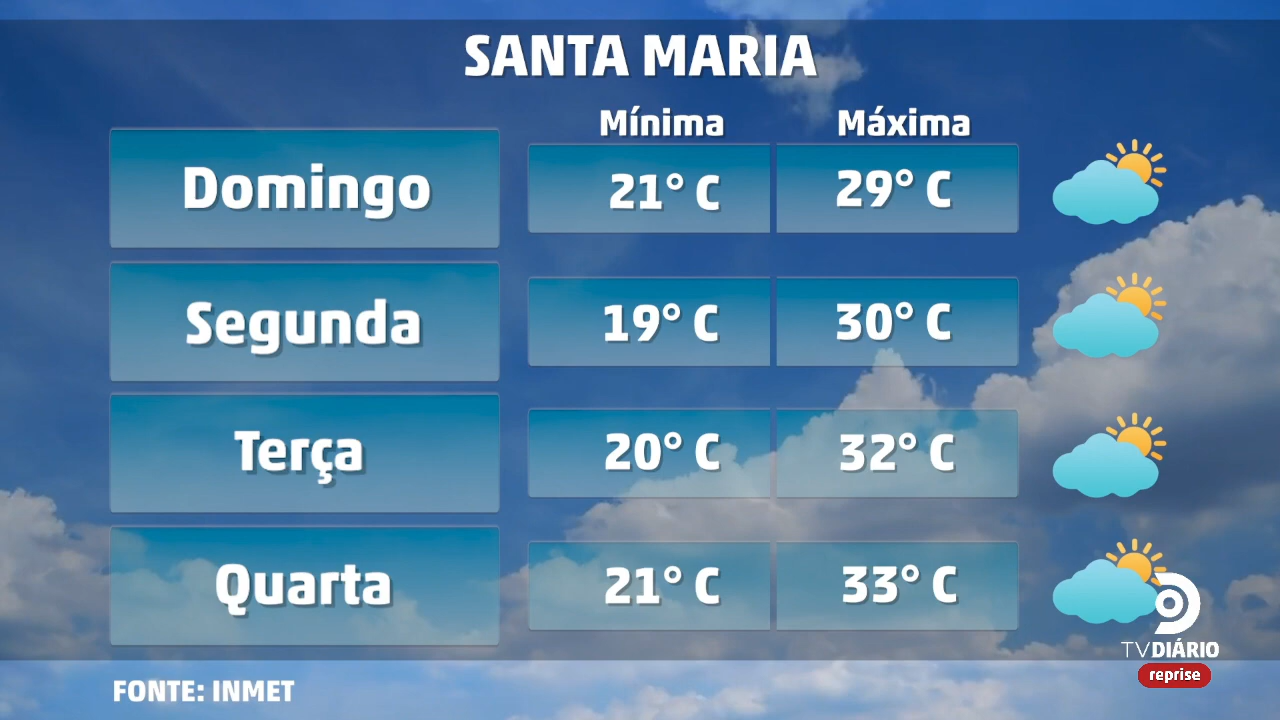 SANTA MARIA
Mínima Máxima
Domingo 21° C 29° C
Segunda 19° C 30° C
Terça 20° C 32° C
Quarta 21° C 33° C
TV DIÁRIO
reprise
FONTE: INMET